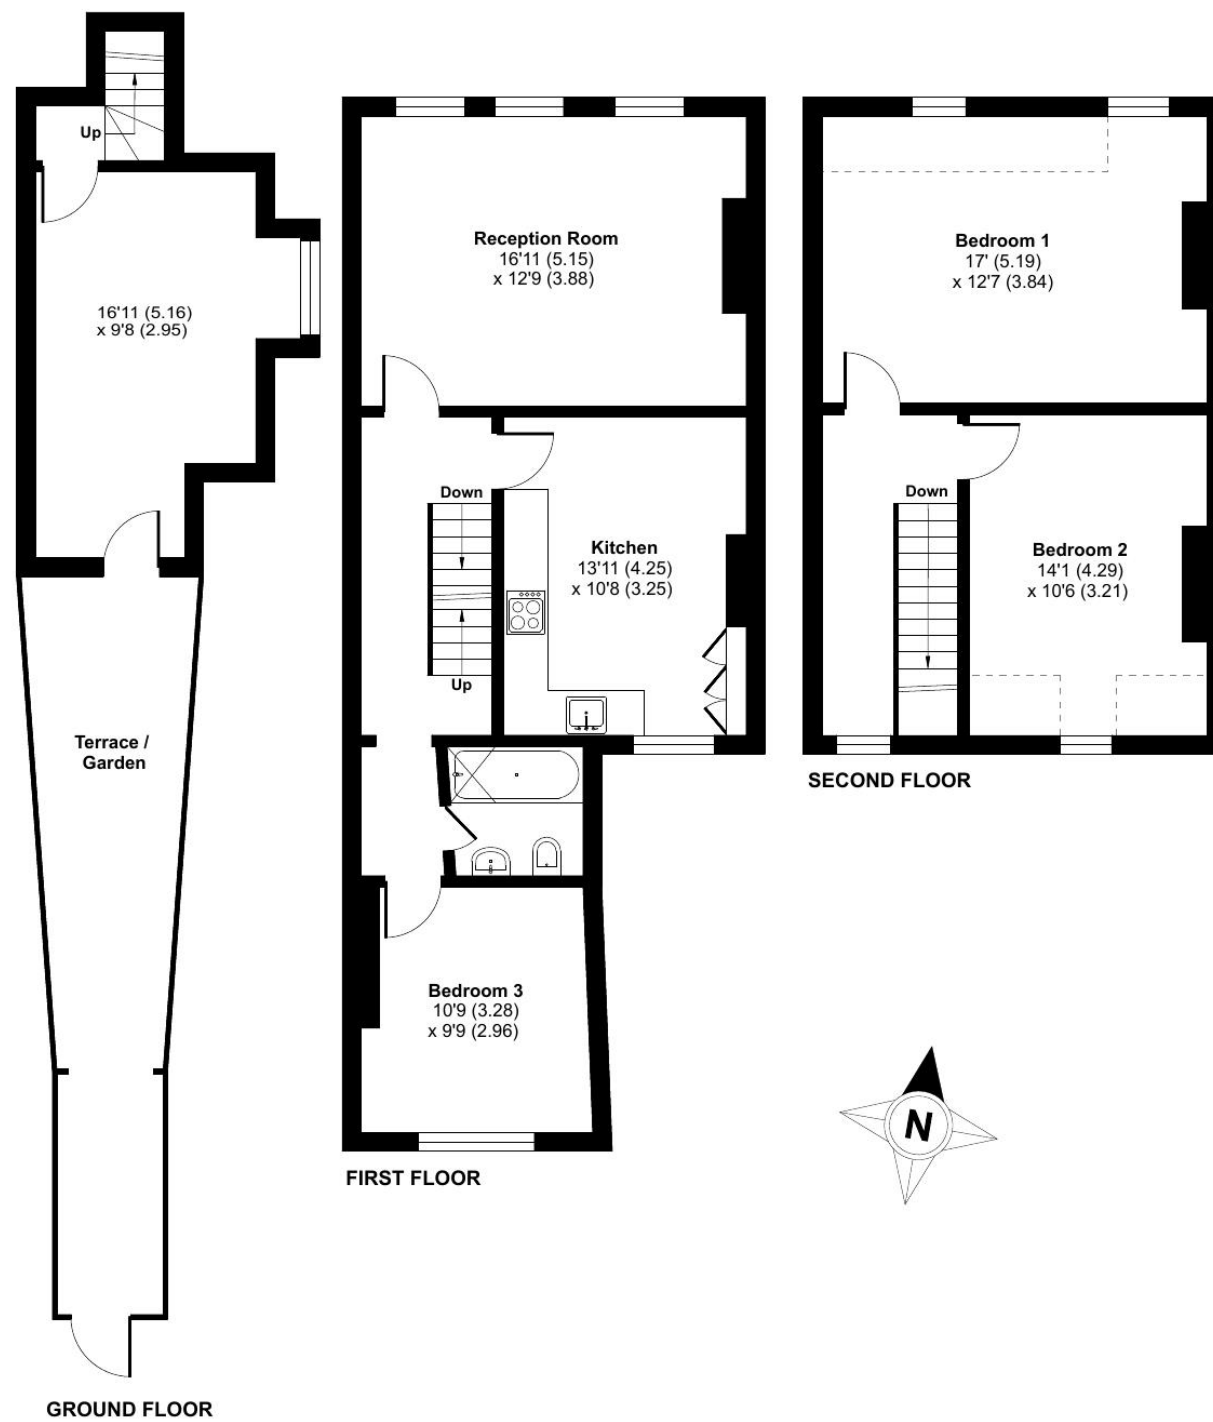 Up
16'11 (5.16)
x 9'8 (2.95)
Terrace /
Garden
GROUND FLOOR
Reception Room
16'11 (5.15)
x 12'9 (3.88)
Down
Up
Kitchen
13'11 (4.25)
x 10'8 (3.25)
Bedroom 3
10'9 (3.28)
x 9'9 (2.96)
FIRST FLOOR
Bedroom 1
17' (5.19)
x 12'7 (3.84)
Down
Bedroom 2
14'1 (4.29)
x 10'6 (3.21)
SECOND FLOOR
N